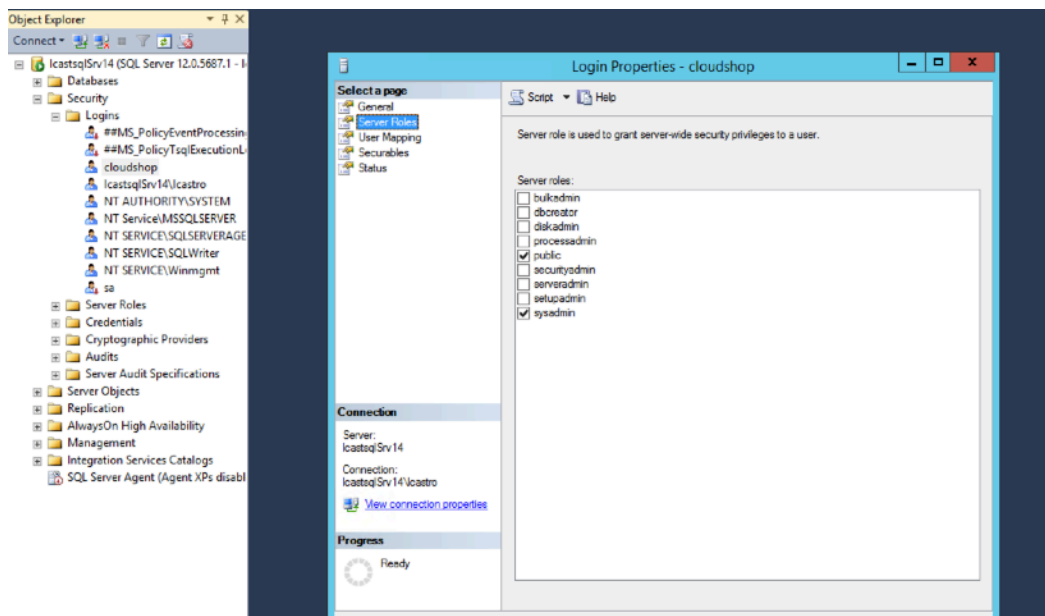 Object Explorer
Connect
lcastsqlSrv14 (SQL Server 12.0.5687.1 - l
Databases
Security
Logins
##MS_PolicyEventProcessin
##MS_PolicyTsqlExecutionL
cloudshop
lcastsqlSrv14\lcastro
NT AUTHORITY\SYSTEM
NT Service\MSSQLSERVER
NT SERVICE\SQLSERVERAGE
NT SERVICE\SQLWriter
NT SERVICE\Winmgmt
sa
Server Roles
Credentials
Cryptographic Providers
Audits
Server Audit Specifications
Server Objects
Replication
AlwaysOn High Availability
Management
Integration Services Catalogs
SQL Server Agent (Agent XPs disabl
Login Properties - cloudshop
Select a page
General
Server Roles
User Mapping
Securables
Status
Connection
Server:
lcastsqlSrv14
Connection:
lcastsqlSrv14\lcastro
View connection properties
Progress
Ready
Script Help
Server role is used to grant server-wide security privileges to a user.
Server roles:
bulkadmin
dbcreator
diskadmin
processadmin
public
securityadmin
serveradmin
setupadmin
sysadmin